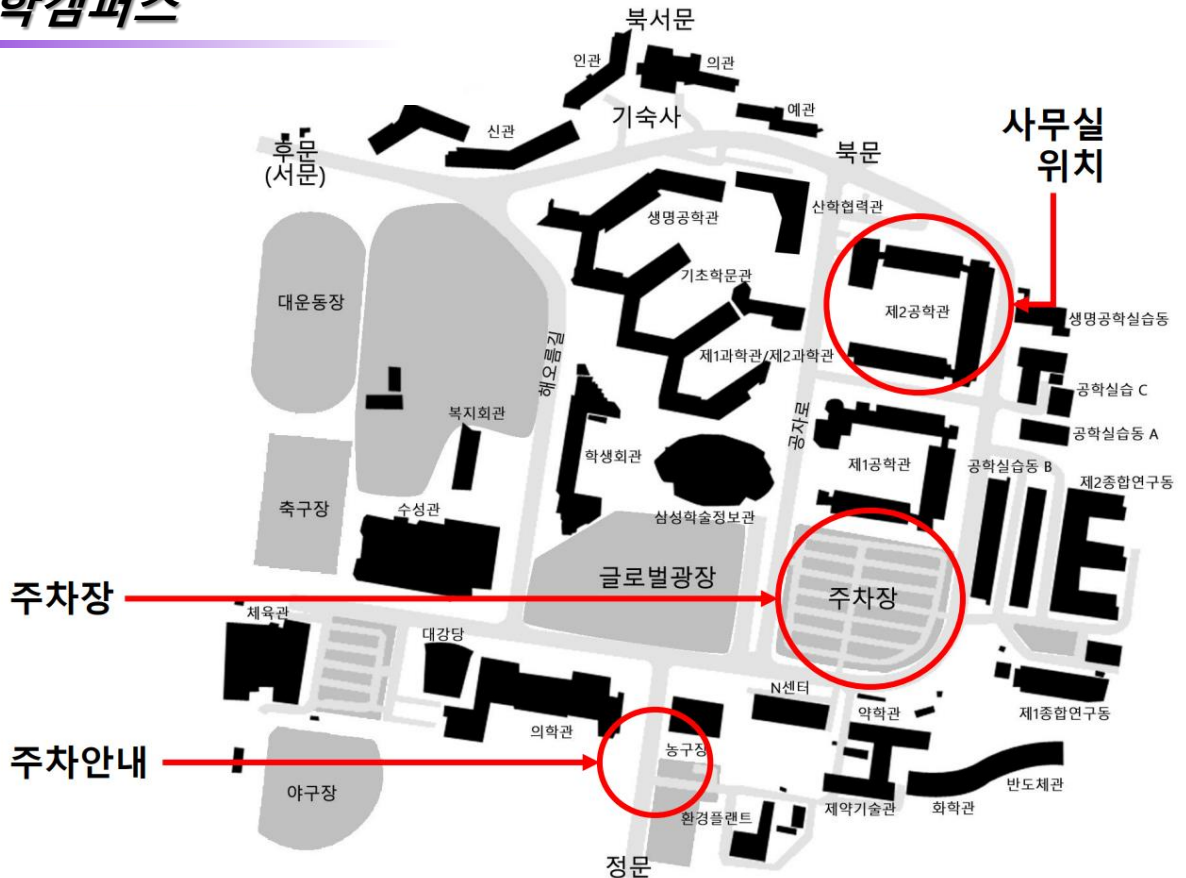 학캠퍼스
북서문
인관
의관
기숙사
예관
신관
사무실
위치
후문
(서문)
북문
생명공학관
산학협력관
기초학문관
대운동장
제2공학관
생명공학실습동
해오름길
제1과학관/제2과학관
공학실습 C
공자로
복지회관
공학실습동 A
학생회관
제1공학관
공학실습동 B
제2종합연구동
축구장
수성관
삼성학술정보관
글로벌광장
주차장
주차장
체육관
대강당
N센터
약학관
제1종합연구동
의학관
농구장
주차안내
반도체관
야구장
환경플랜트
제약기술관
화학관
정문